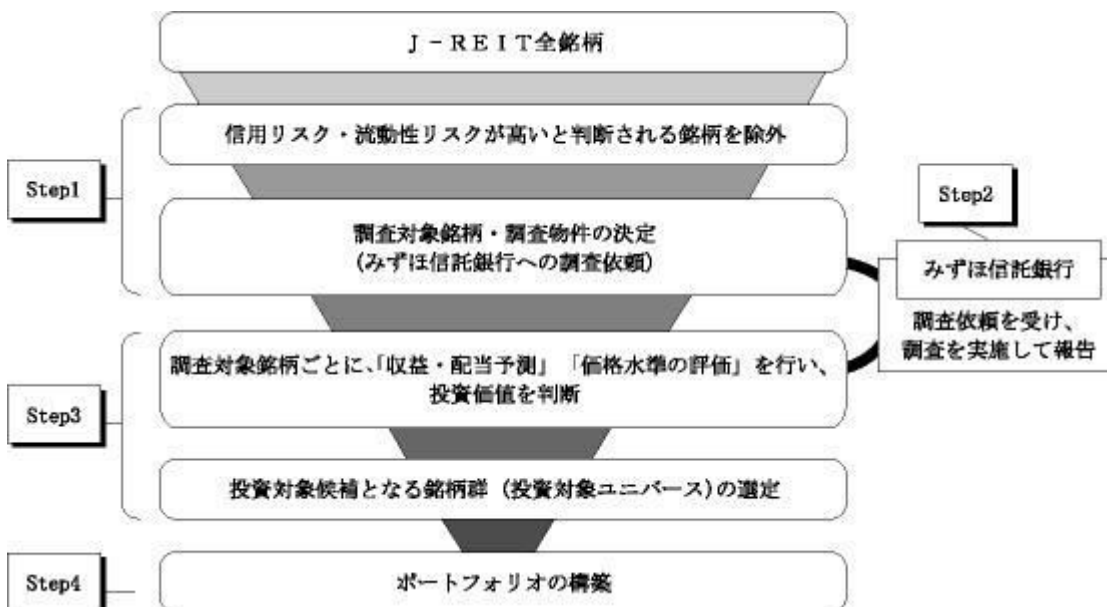 J-REIT全銘柄
Step1
信用リスク・流動性リスクが高いと判断される銘柄を除外
調査対象銘柄・調査物件の決定
(みずほ信託銀行への調査依頼)
Step2
みずほ信託銀行
調査依頼を受け、
調査を実施して報告
Step3
調査対象銘柄ごとに、「収益・配当予測」「価格水準の評価」を行い、
投資価値を判断
投資対象候補となる銘柄群(投資対象ユニバース)の選定
Step4
ポートフォリオの構築